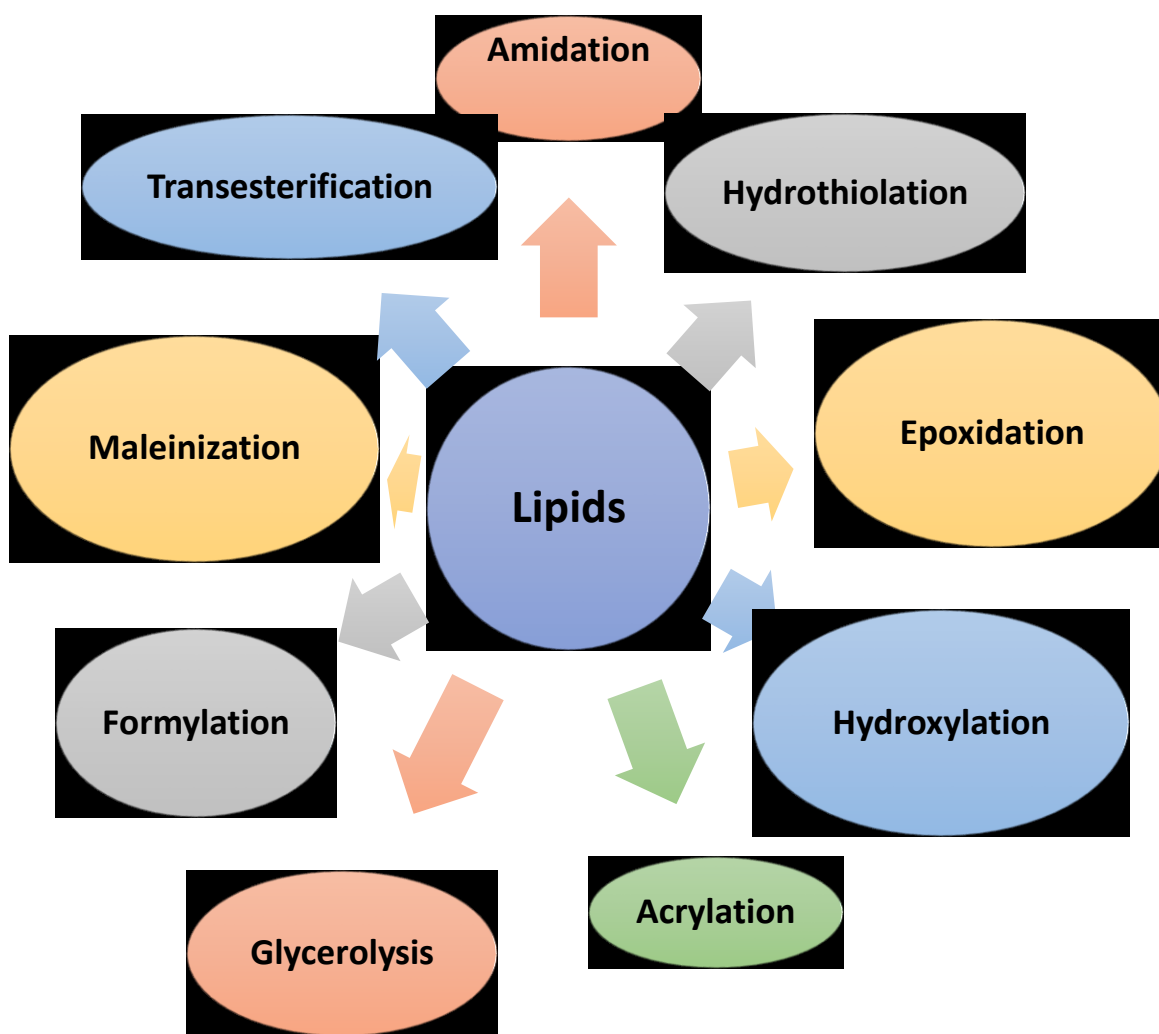 Amidation
Transesterification
Hydrothiolation
Maleinization
Epoxidation
Lipids
Formylation
Hydroxylation
Glycerolysis
Acrylation